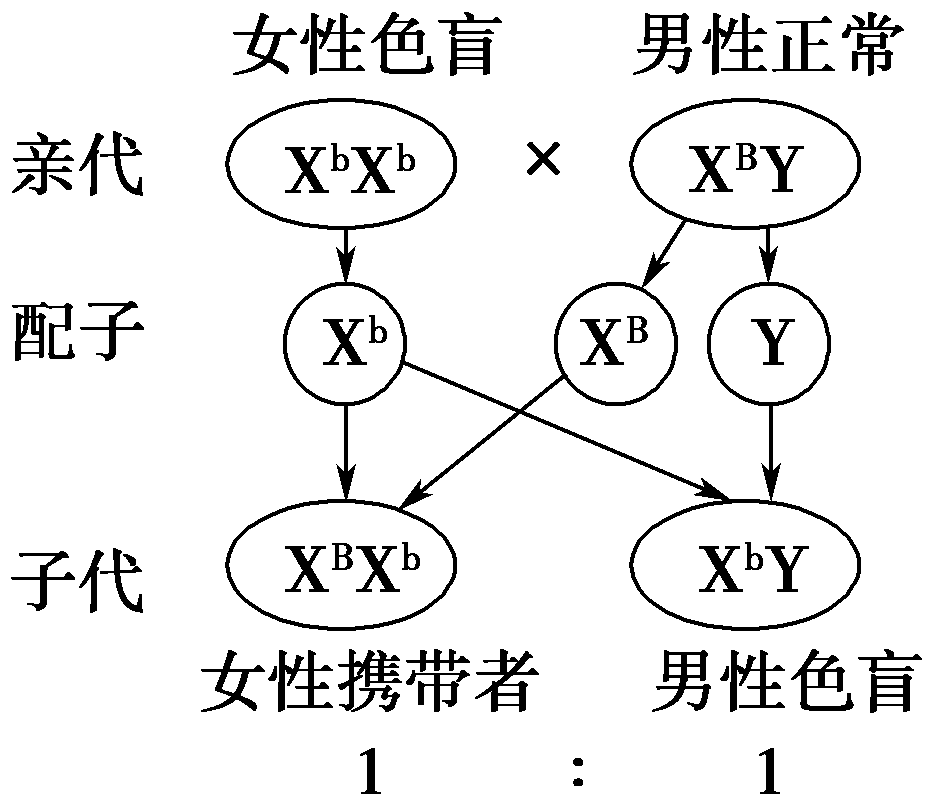 女性色盲 男性正常
亲代 XᵇXᵇ × XᴮY
配子 Xᵇ Xᴮ Y
子代 XᴮXᵇ XᵇY
女性携带者 男性色盲
1 : 1